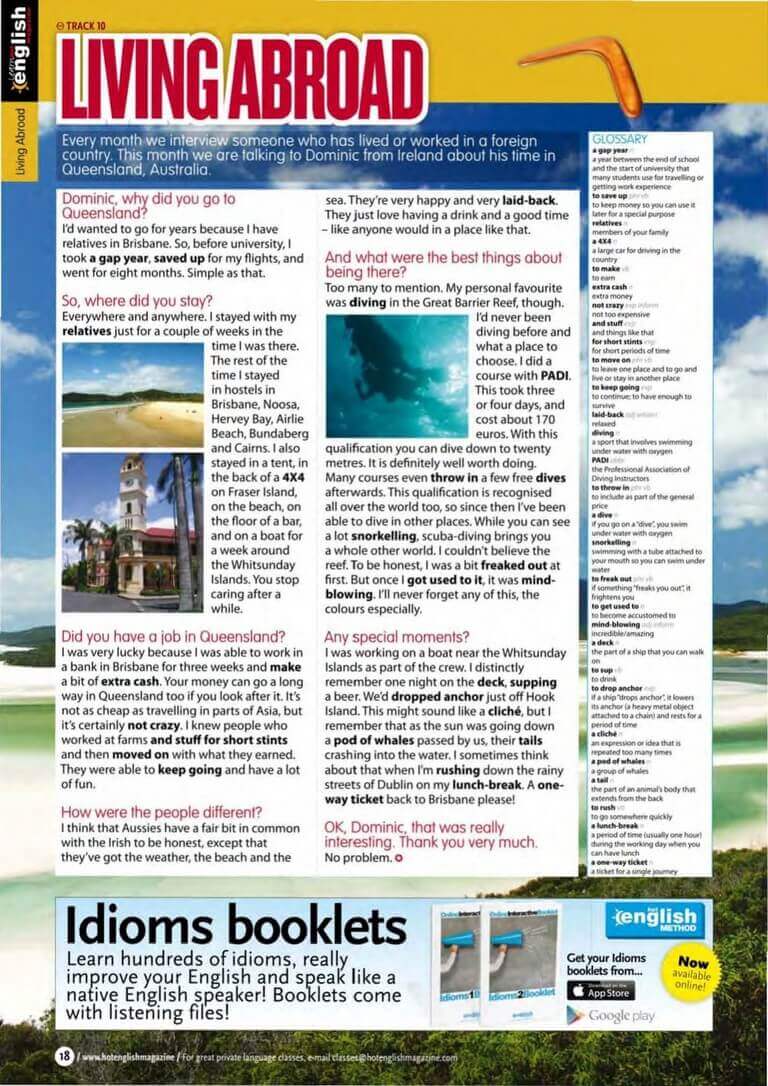 Learn hot english magazine
Living Abroad
TRACK 10
LIVING ABROAD
Every month we interview someone who has lived or worked in a foreign
country. This month we are talking to Dominic from Ireland about his time in
Queensland, Australia.
Dominic, why did you go to
Queensland?
I'd wanted to go for years because I have
relatives in Brisbane. So, before university, I
took a gap year, saved up for my flights, and
went for eight months. Simple as that.
So, where did you stay?
Everywhere and anywhere. I stayed with my
relatives just for a couple of weeks in the
time I was there.
The rest of the
time I stayed
in hostels in
Brisbane, Noosa,
Hervey Bay, Airlie
Beach, Bundaberg
and Cairns. I also
stayed in a tent, in
the back of a 4X4
on Fraser Island,
on the beach, on
the floor of a bar,
and on a boat for
a week around
the Whitsunday
Islands. You stop
caring after a
while.
Did you have a job in Queensland?
I was very lucky because I was able to work in
a bank in Brisbane for three weeks and make
a bit of extra cash. Your money can go a long
way in Queensland too if you look after it. It's
not as cheap as travelling in parts of Asia, but
it's certainly not crazy. I knew people who
worked at farms and stuff for short stints
and then moved on with what they earned.
They were able to keep going and have a lot
of fun.
How were the people different?
I think that Aussies have a fair bit in common
with the Irish to be honest, except that
they've got the weather, the beach and the
sea. They're very happy and very laid-back.
They just love having a drink and a good time
– like anyone would in a place like that.
And what were the best things about
being there?
Too many to mention. My personal favourite
was diving in the Great Barrier Reef, though.
I'd never been
diving before and
what a place to
choose. I did a
course with PADI.
This took three
or four days, and
cost about 170
euros. With this
qualification you can dive down to twenty
metres. It is definitely well worth doing.
Many courses even throw in a few free dives
afterwards. This qualification is recognised
all over the world too, so since then I've been
able to dive in other places. While you can see
a lot snorkelling, scuba-diving brings you
a whole other world. I couldn't believe the
reef. To be honest, I was a bit freaked out at
first. But once I got used to it, it was mind-
blowing. I'll never forget any of this, the
colours especially.
Any special moments?
I was working on a boat near the Whitsunday
Islands as part of the crew. I distinctly
remember one night on the deck, supping
a beer. We'd dropped anchor just off Hook
Island. This might sound like a cliché, but I
remember that as the sun was going down
a pod of whales passed by us, their tails
crashing into the water. I sometimes think
about that when I'm rushing down the rainy
streets of Dublin on my lunch-break. A one-
way ticket back to Brisbane please!
OK, Dominic, that was really
interesting. Thank you very much.
No problem.
GLOSSARY
a gap year n
a year between the end of school
and the start of university that
many students use for travelling or
getting work experience
to save up phr vb
to keep money so you can use it
later for a special purpose
relatives n
members of your family
a 4X4 n
a large car for driving in the
country
to make vb
to earn
extra cash n
extra money
not crazy exp inform
not too expensive
and stuff exp
and things like that
for short stints exp
for short periods of time
to move on phr vb
to leave one place and to go and
live or stay in another place
to keep going exp
to continue; to have enough to
survive
laid-back adj inform
relaxed
diving n
a sport that involves swimming
under water with oxygen
PADI abbr
the Professional Association of
Diving Instructors
to throw in phr vb
to include as part of the general
price
a dive n
if you go on a "dive", you swim
under water with oxygen
snorkelling n
swimming with a tube attached to
your mouth so you can swim under
water
to freak out phr vb
if something "freaks you out", it
frightens you
to get used to
to become accustomed to
mind-blowing adj inform
incredible/amazing
a deck n
the part of a ship that you can walk
on
to sup vb
to drink
to drop anchor exp
if a ship "drops anchor", it lowers
its anchor (a heavy metal object
attached to a chain) and rests for a
period of time
a cliché n
an expression or idea that is
repeated too many times
a pod of whales n
a group of whales
a tail n
the part of an animal's body that
extends from the back
to rush vb
to go somewhere quickly
a lunch-break n
a period of time (usually one hour)
during the working day when you
can have lunch
a one-way ticket n
a ticket for a single journey
Idioms booklets
Learn hundreds of idioms, really
improve your English and speak like a
native English speaker! Booklets come
with listening files!
Idioms2Booklet
hot english
METHOD
Get your Idioms
booklets from...
Download on the
App Store
Google play
Now
available
online!
18 / www.hotenglishmagazine / For great private language classes, e-mail classes@hotenglishmagazine.com